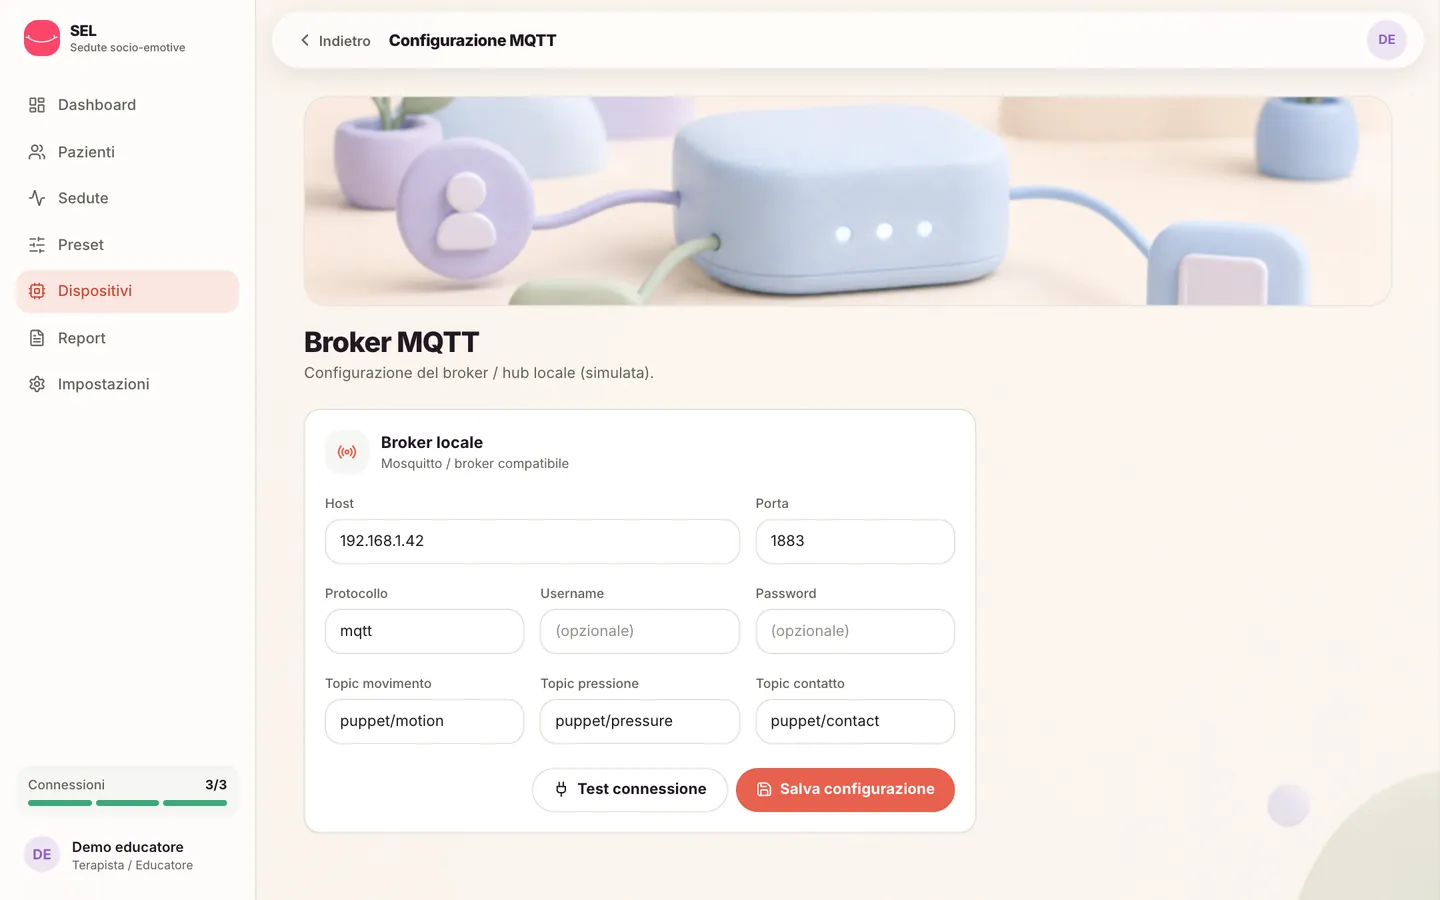 SEL
Sedute socio-emotive
Dashboard
Pazienti
Sedute
Preset
Dispositivi
Report
Impostazioni
Connessioni 3/3
DE
Demo educatore
Terapista / Educatore
Indietro Configurazione MQTT DE
Broker MQTT
Configurazione del broker / hub locale (simulata).
Broker locale
Mosquitto / broker compatibile
Host Porta
192.168.1.42 1883
Protocollo Username Password
mqtt (opzionale) (opzionale)
Topic movimento Topic pressione Topic contatto
puppet/motion puppet/pressure puppet/contact
Test connessione Salva configurazione